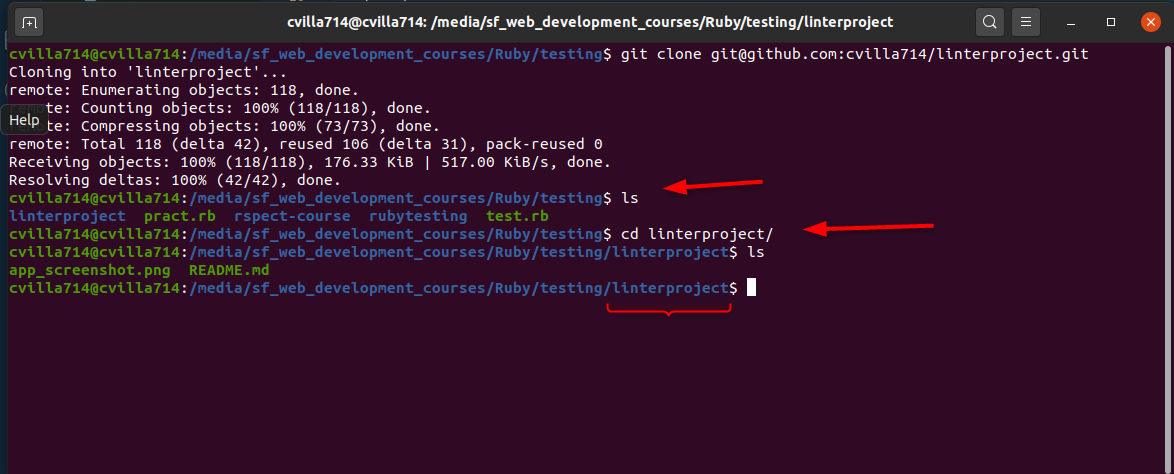 cvilla714@cvilla714: /media/sf_web_development_courses/Ruby/testing/linterproject
cvilla714@cvilla714:/media/sf_web_development_courses/Ruby/testing$ git clone git@github.com:cvilla714/linterproject.git
Cloning into 'linterproject'...
remote: Enumerating objects: 118, done.
remote: Counting objects: 100% (118/118), done.
Help
remote: Compressing objects: 100% (73/73), done.
remote: Total 118 (delta 42), reused 106 (delta 31), pack-reused 0
Receiving objects: 100% (118/118), 176.33 KiB | 517.00 KiB/s, done.
Resolving deltas: 100% (42/42), done.
cvilla714@cvilla714:/media/sf_web_development_courses/Ruby/testing$ ls
linterproject  pract.rb  rspect-course  rubytesting  test.rb
cvilla714@cvilla714:/media/sf_web_development_courses/Ruby/testing$ cd linterproject/
cvilla714@cvilla714:/media/sf_web_development_courses/Ruby/testing/linterproject$ ls
app_screenshot.png  README.md
cvilla714@cvilla714:/media/sf_web_development_courses/Ruby/testing/linterproject$